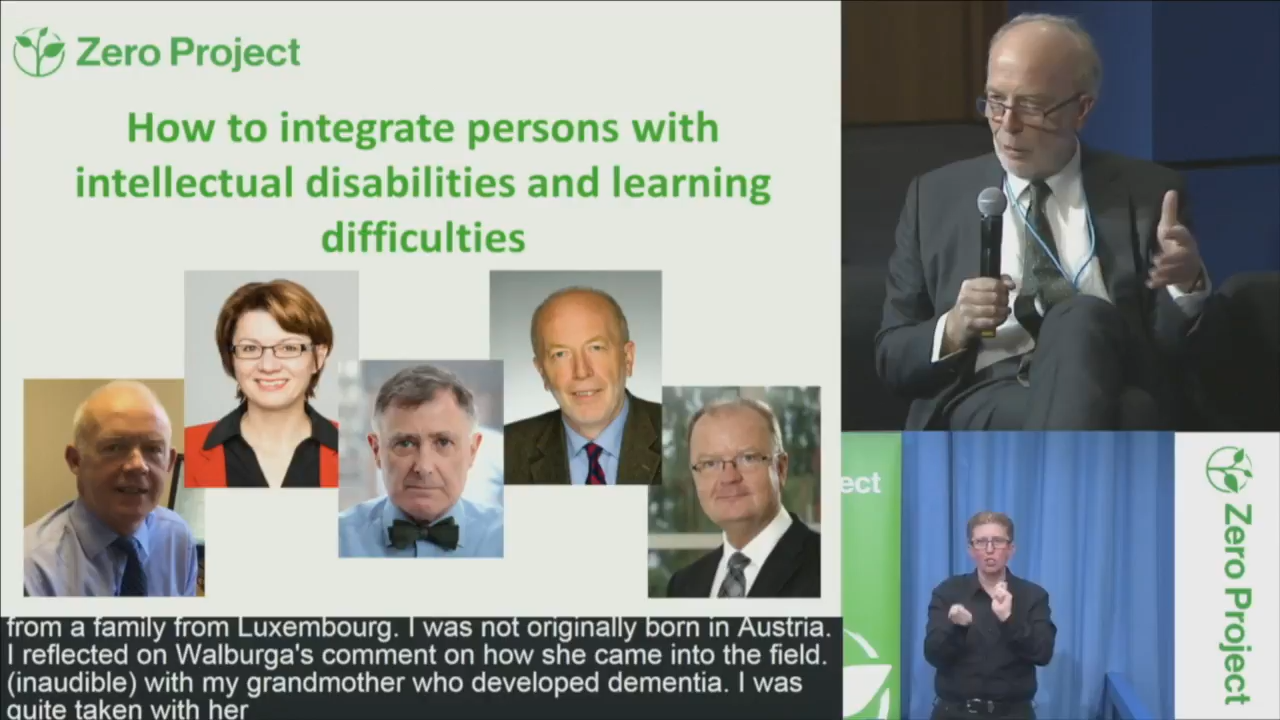 Zero Project
How to integrate persons with
intellectual disabilities and learning
difficulties
from a family from Luxembourg. I was not originally born in Austria.
I reflected on Walburga's comment on how she came into the field.
(inaudible) with my grandmother who developed dementia. I was
quite taken with her
ect
Zero Project